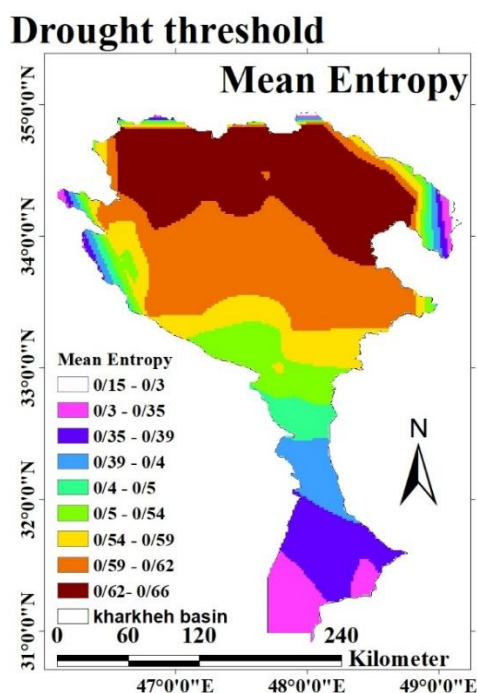 Drought threshold
Mean Entropy
35°0'0"N
34°0'0"N
33°0'0"N
32°0'0"N
31°0'0"N
Mean Entropy
0/15 - 0/3
0/3 - 0/35
0/35 - 0/39
0/39 - 0/4
0/4 - 0/5
0/5 - 0/54
0/54 - 0/59
0/59 - 0/62
0/62- 0/66
kharkheh basin
N
0 60 120 240
Kilometer
47°0'0"E 48°0'0"E 49°0'0"E